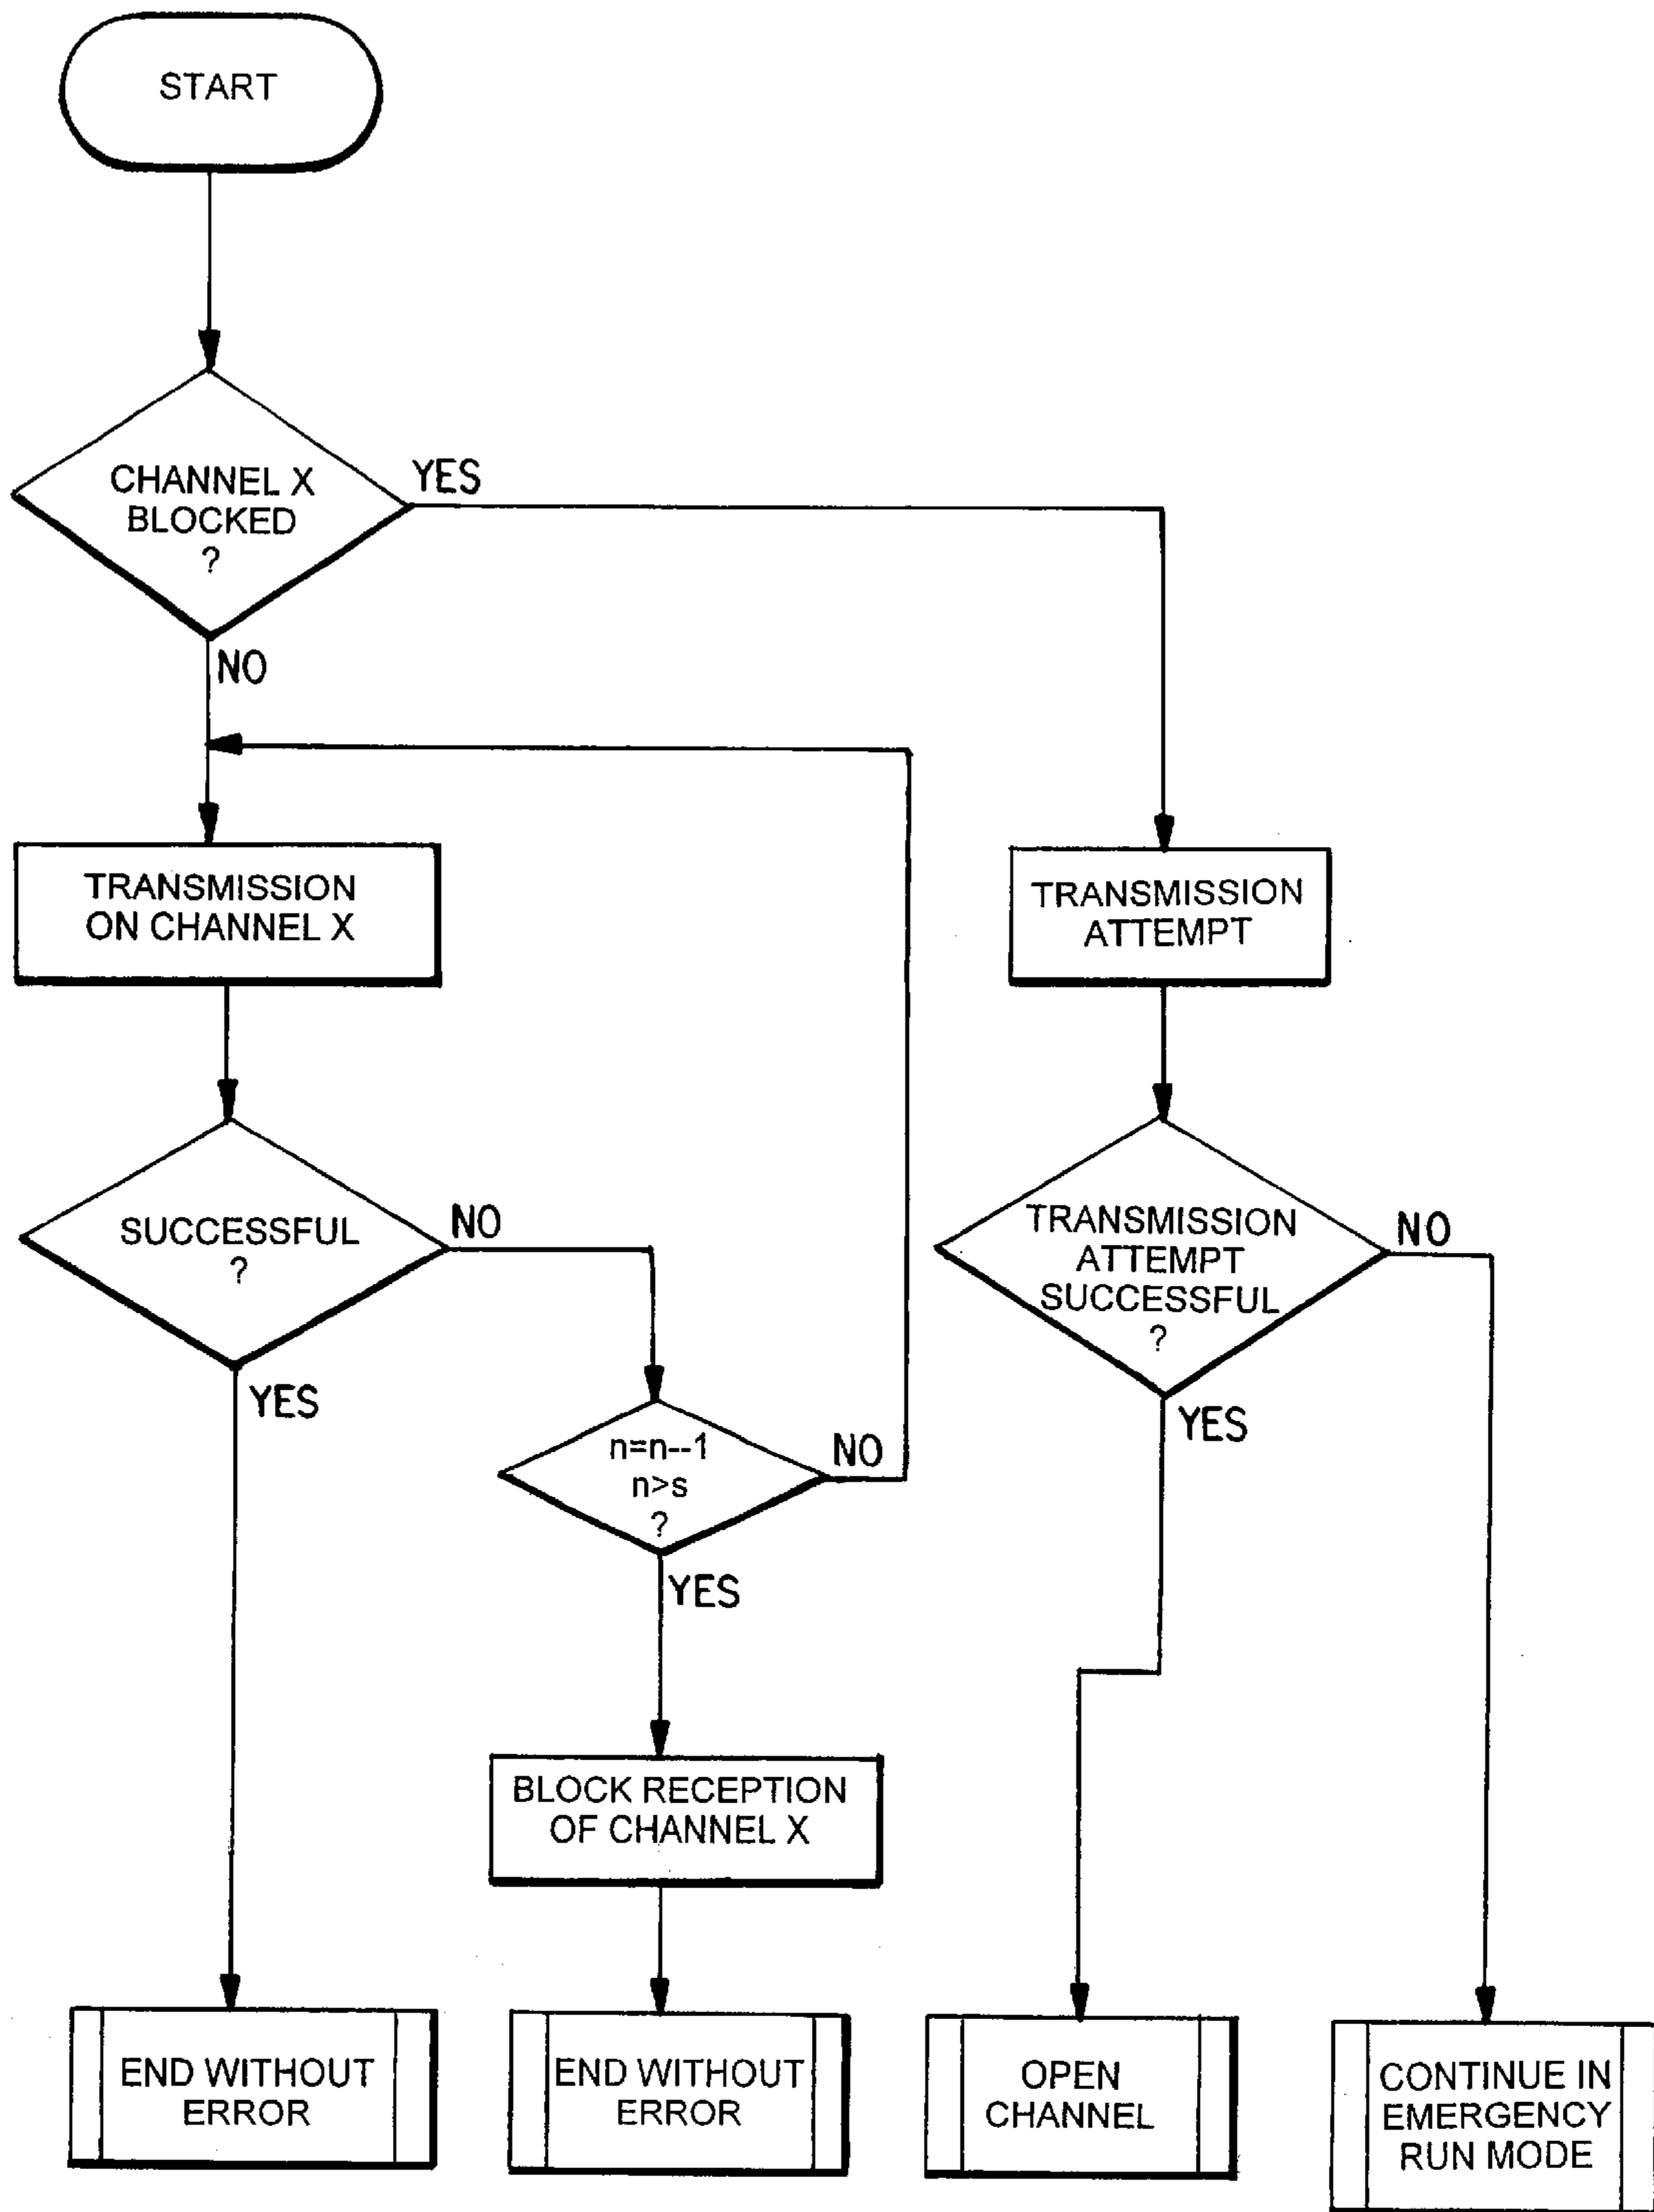 START
CHANNEL X
BLOCKED
?
YES
NO
TRANSMISSION
ON CHANNEL X
TRANSMISSION
ATTEMPT
SUCCESSFUL
?
NO
YES
TRANSMISSION
ATTEMPT
SUCCESSFUL
?
NO
YES
n=n--1
n>s
?
NO
YES
BLOCK RECEPTION
OF CHANNEL X
END WITHOUT
ERROR
END WITHOUT
ERROR
OPEN
CHANNEL
CONTINUE IN
EMERGENCY
RUN MODE